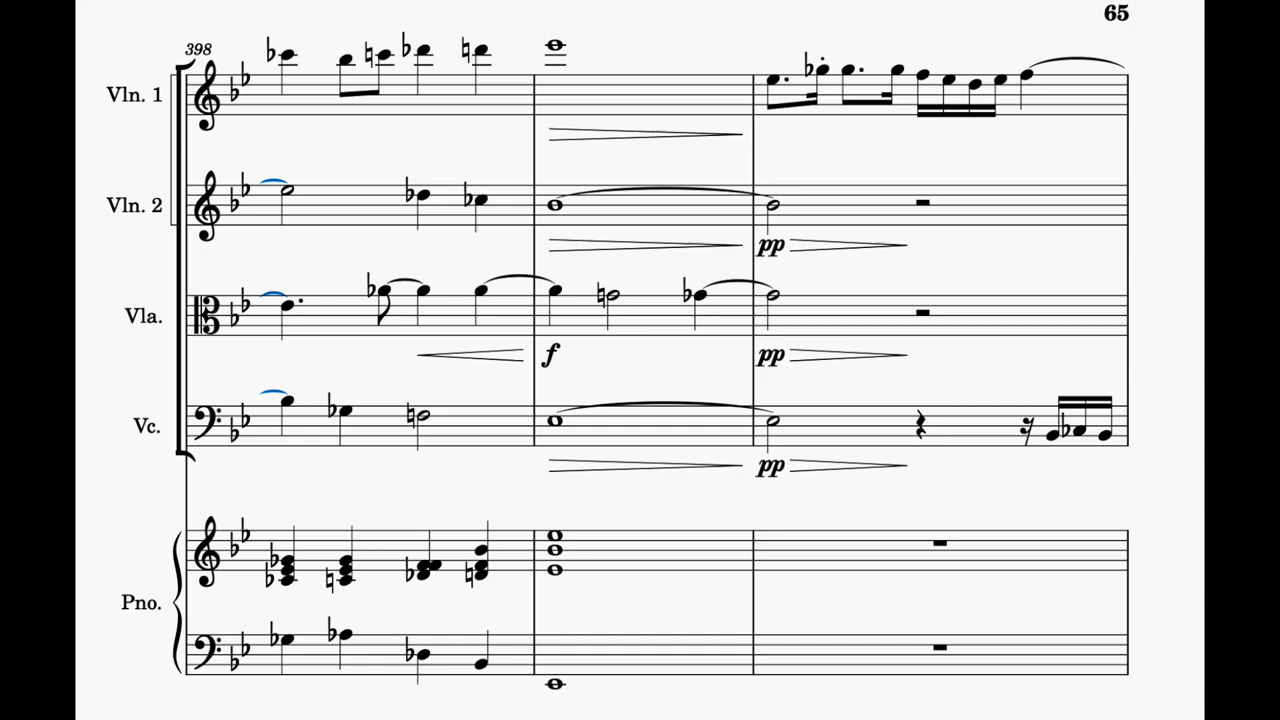 65
398
Vln. 1
Vln. 2
pp
Vla.
f pp
Vc.
pp
Pno.